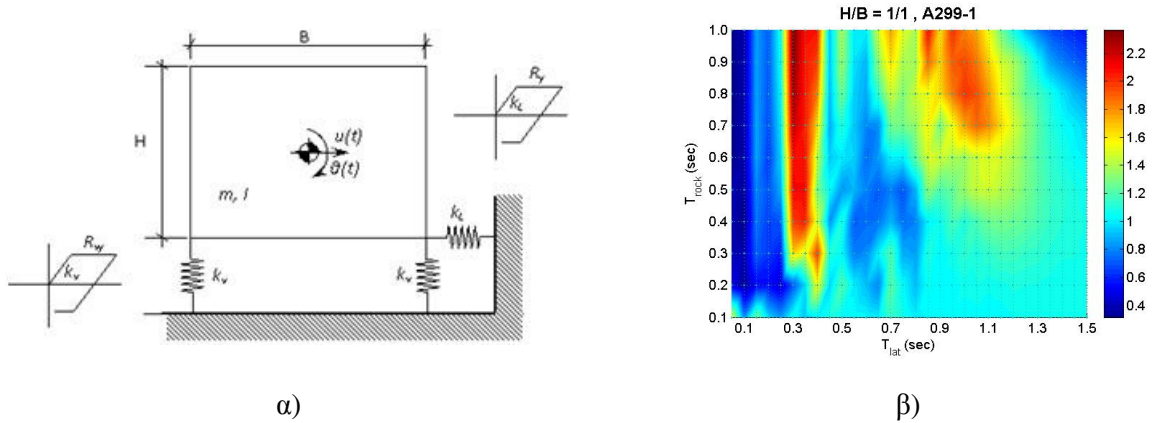 B
H
u(t)
ϑ(t)
m, I
R_y
k_L
k_L
R_wy
k_v
k_v
k_v
α)
H/B = 1/1 , A299-1
T_rock (sec)
1.0
0.9
0.8
0.7
0.6
0.5
0.4
0.3
0.2
0.1
0.1 0.3 0.5 0.7 0.9 1.1 1.3 1.5
T_lat (sec)
2.2
2
1.8
1.6
1.4
1.2
1
0.8
0.6
0.4
β)